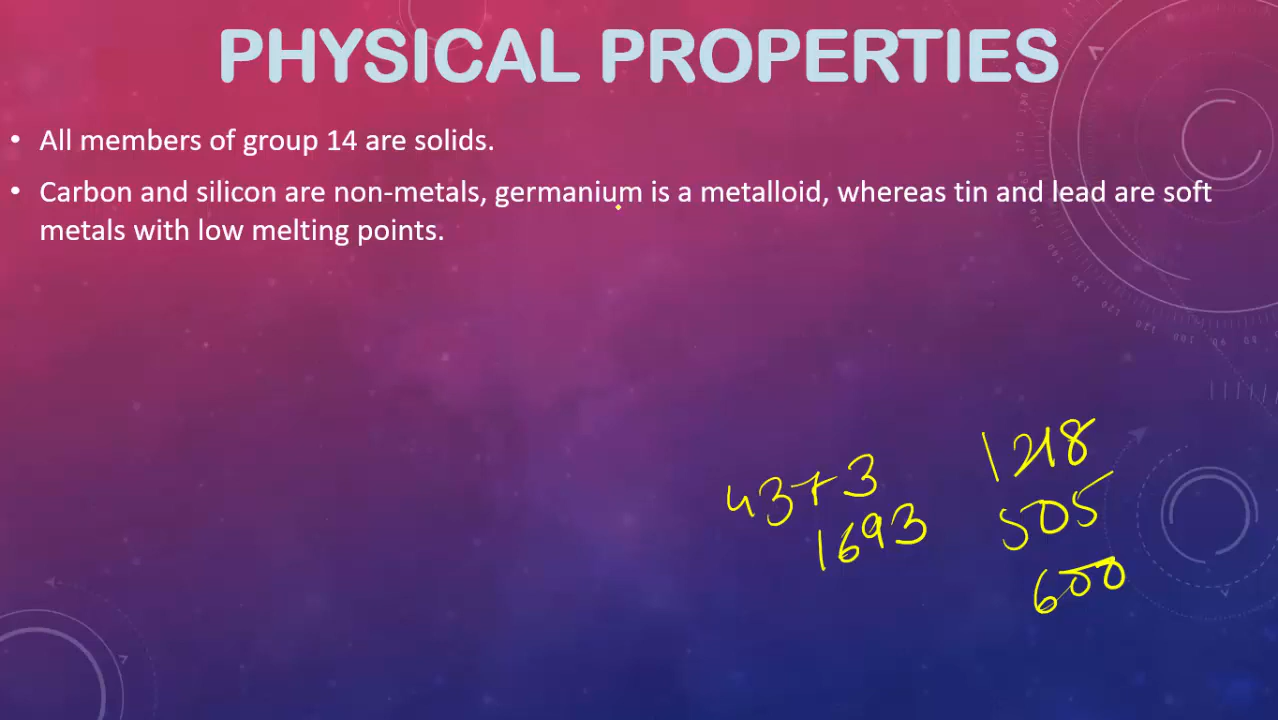 PHYSICAL PROPERTIES
• All members of group 14 are solids.
• Carbon and silicon are non-metals, germanium is a metalloid, whereas tin and lead are soft
metals with low melting points.
4373
1693
1218
505
600